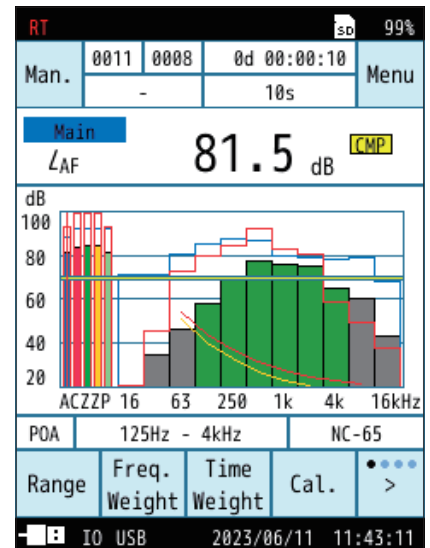 RT SD 99%
Man. 0011 0008 0d 00:00:10 Menu
- 10s
Main
LAF 81.5 dB CMP
dB
100
80
60
40
20
ACZZP 16 63 250 1k 4k 16kHz
POA 125Hz - 4kHz NC-65
Range Freq. Weight Time Weight Cal. >
IO USB 2023/06/11 11:43:11